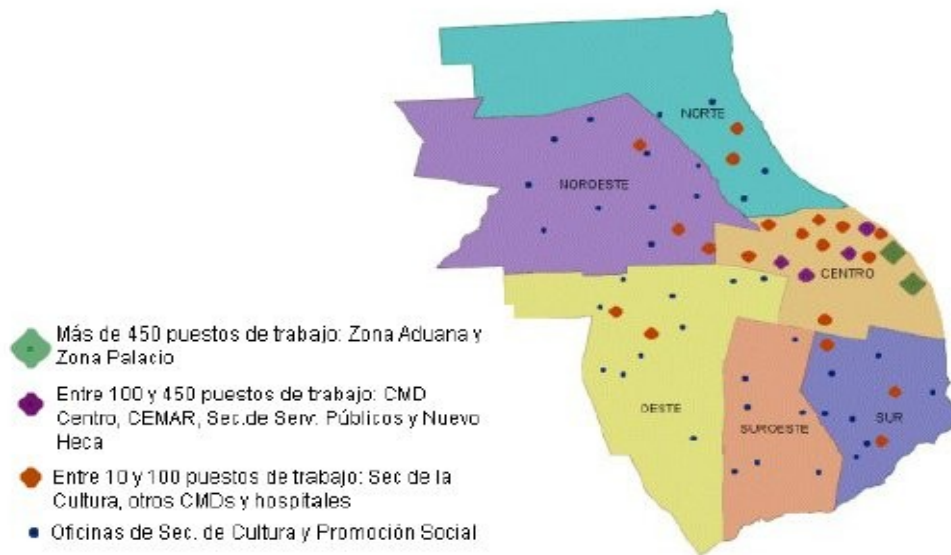 NORTE
NOROESTE
CENTRO
OESTE
SUROESTE
SUR
Más de 450 puestos de trabajo: Zona Aduana y
Zona Palacio
Entre 100 y 450 puestos de trabajo: CMD
Centro, CEMAR, Sec.de Serv. Públicos y Nuevo
Heca
Entre 10 y 100 puestos de trabajo: Sec de la
Cultura, otros CMDs y hospitales
Oficinas de Sec. de Cultura y Promoción Social